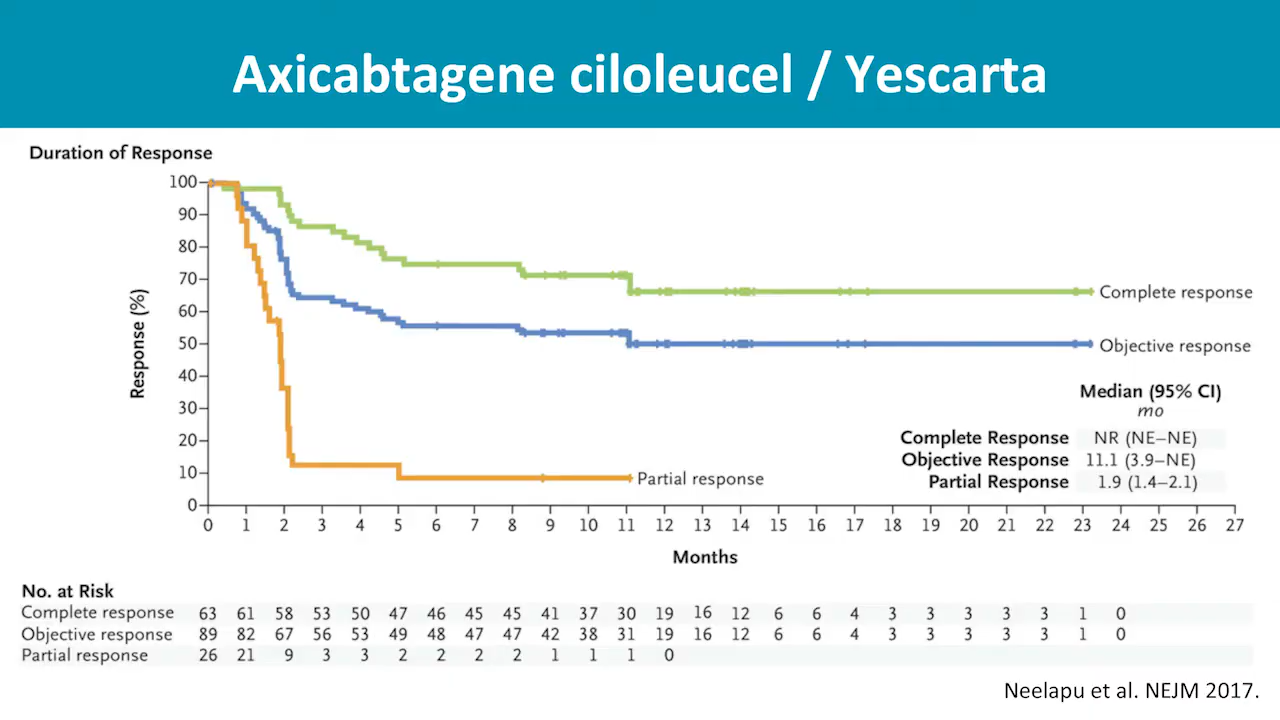 Axicabtagene ciloleucel / Yescarta
Duration of Response
Response (%)
100
90
80
70
60
50
40
30
20
10
0
Complete response
Objective response
Partial response
Median (95% CI)
mo
Complete Response NR (NE–NE)
Objective Response 11.1 (3.9–NE)
Partial Response 1.9 (1.4–2.1)
0 1 2 3 4 5 6 7 8 9 10 11 12 13 14 15 16 17 18 19 20 21 22 23 24 25 26 27
Months
No. at Risk
Complete response 63 61 58 53 50 47 46 45 45 41 37 30 19 16 12 6 6 4 3 3 3 3 3 1 0
Objective response 89 82 67 56 53 49 48 47 47 42 38 31 19 16 12 6 6 4 3 3 3 3 3 1 0
Partial response 26 21 9 3 3 2 2 2 2 1 1 1 0
Neelapu et al. NEJM 2017.